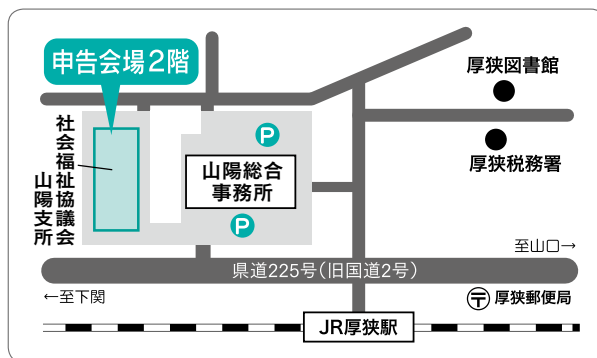 申告会場2階
厚狭図書館
社会福祉協議会
山陽支所
P
山陽総合
事務所
P
厚狭税務署
至山口→
県道225号(旧国道2号)
←至下関
〒厚狭郵便局
JR厚狭駅